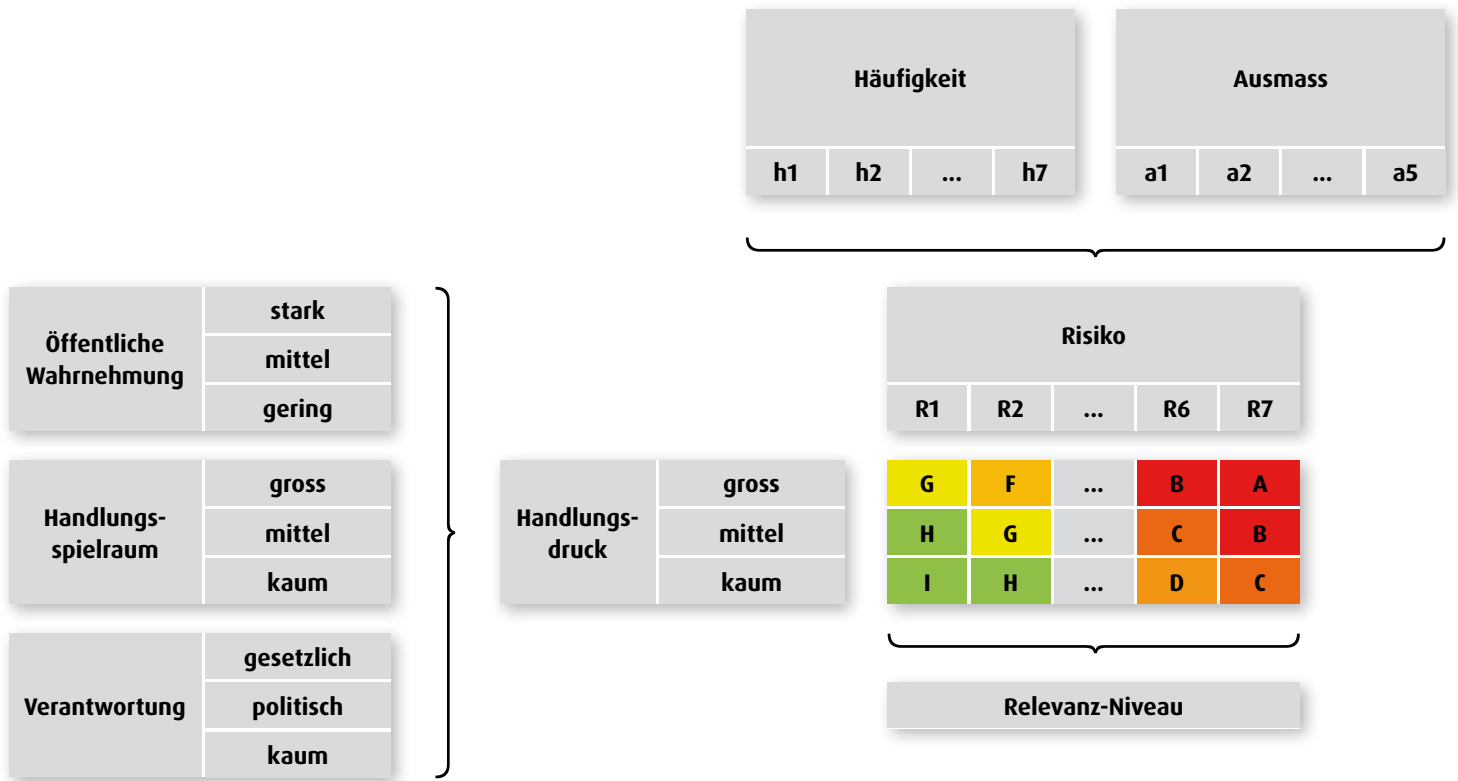 Häufigkeit
Ausmass
h1 h2 ... h7
a1 a2 ... a5
Öffentliche
Wahrnehmung
stark
mittel
gering
Risiko
R1 R2 ... R6 R7
Handlungs-
spielraum
gross
mittel
kaum
Handlungs-
druck
gross
mittel
kaum
G F ... B A
H G ... C B
I H ... D C
Verantwortung
gesetzlich
politisch
kaum
Relevanz-Niveau